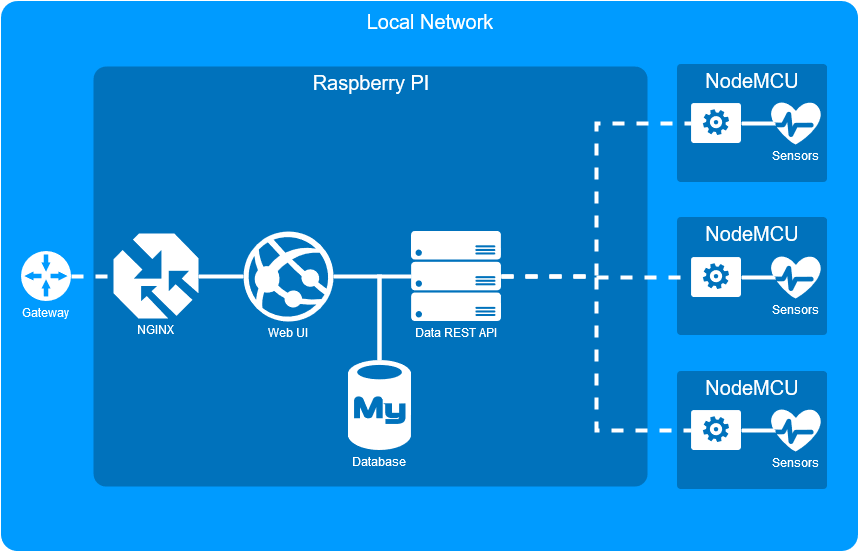 Local Network
Raspberry PI
NodeMCU
Sensors
NodeMCU
Sensors
Gateway
NGINX
Web UI
Data REST API
My
Database
NodeMCU
Sensors